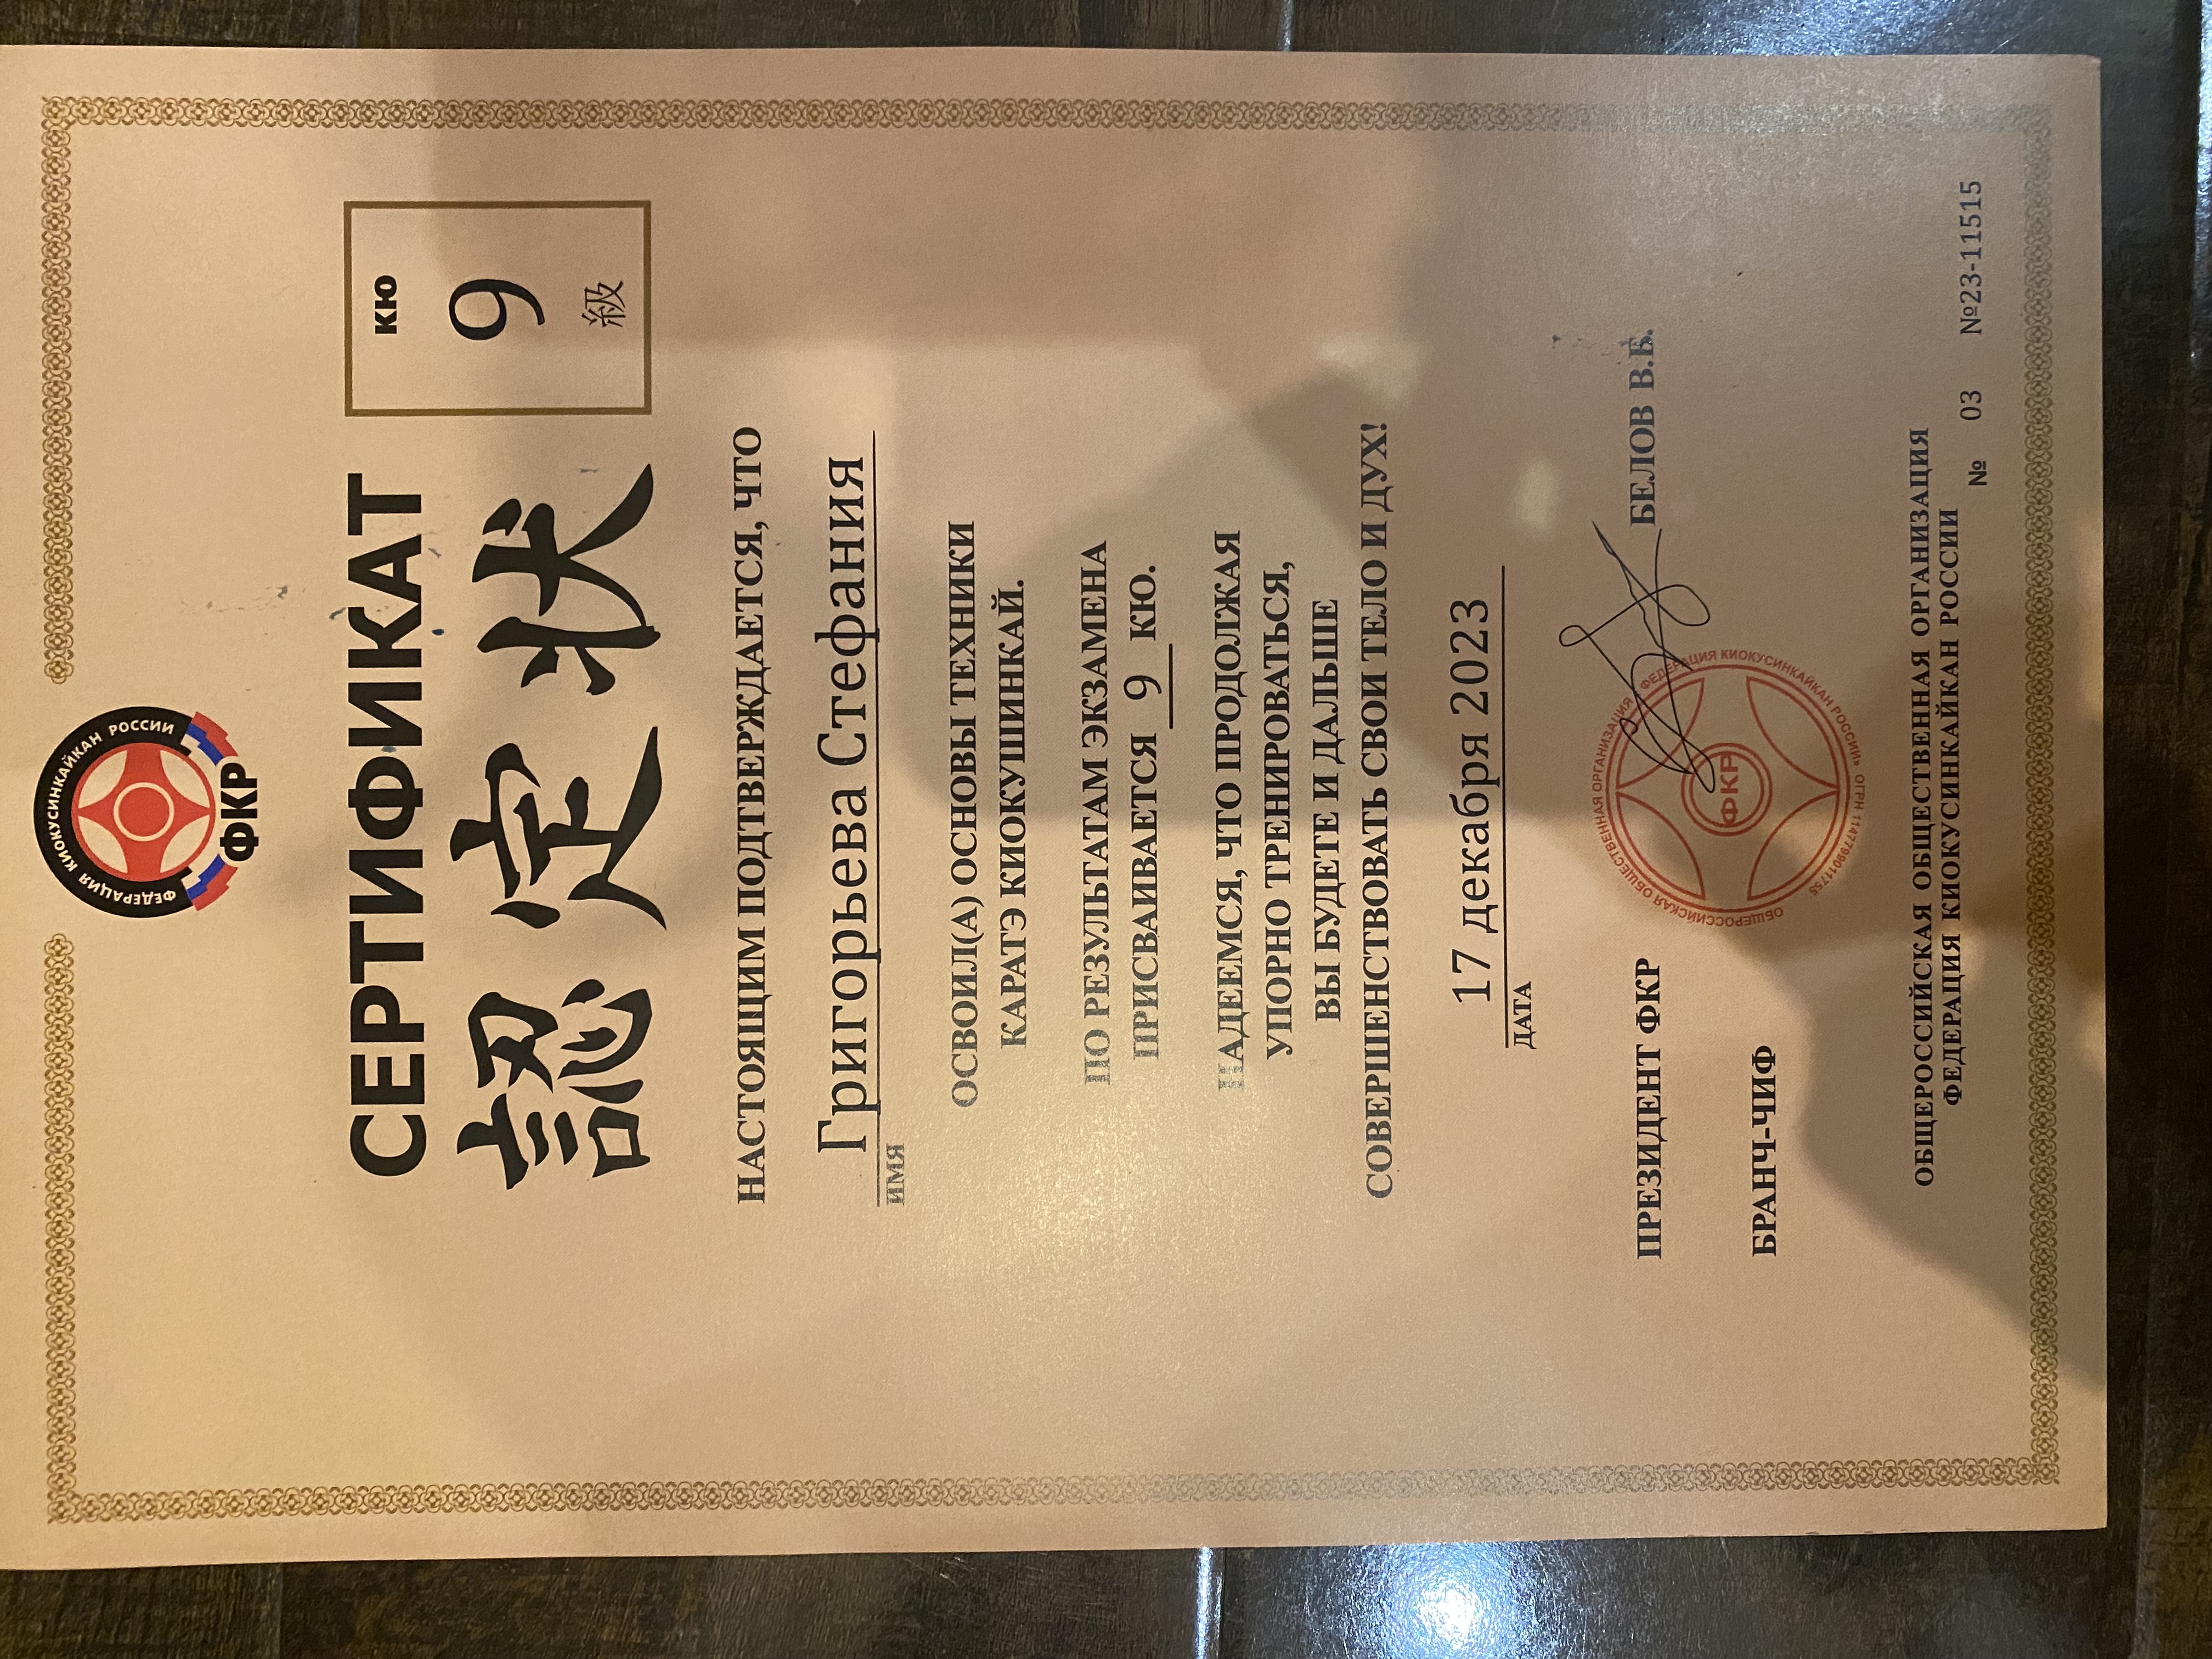 ФЕДЕРАЦИЯ КИОКУСИНКАЙКАН РОССИИ
ФКР
СЕРТИФИКАТ
認定状
КЮ
9
級
НАСТОЯЩИМ ПОДТВЕРЖДАЕТСЯ, ЧТО
Григорьева Стефания
ИМЯ
ОСВОИЛ(А) ОСНОВЫ ТЕХНИКИ
КАРАТЭ КИОКУШИНКАЙ.
ПО РЕЗУЛЬТАТАМ ЭКЗАМЕНА
ПРИСВАИВАЕТСЯ 9 КЮ.
НАДЕЕМСЯ, ЧТО ПРОДОЛЖАЯ
УПОРНО ТРЕНИРОВАТЬСЯ,
ВЫ БУДЕТЕ И ДАЛЬШЕ
СОВЕРШЕНСТВОВАТЬ СВОИ ТЕЛО И ДУХ!
17 декабря 2023
ДАТА
ПРЕЗИДЕНТ ФКР
БЕЛОВ В.Б.
ОБЩЕРОССИЙСКАЯ ОБЩЕСТВЕННАЯ ОРГАНИЗАЦИЯ «ФЕДЕРАЦИЯ КИОКУСИНКАЙКАН РОССИИ» ОГРН 1147799011755
ФКР
БРАНЧ-ЧИФ
ОБЩЕРОССИЙСКАЯ ОБЩЕСТВЕННАЯ ОРГАНИЗАЦИЯ
ФЕДЕРАЦИЯ КИОКУСИНКАЙКАН РОССИИ
№ 03 №23-11515